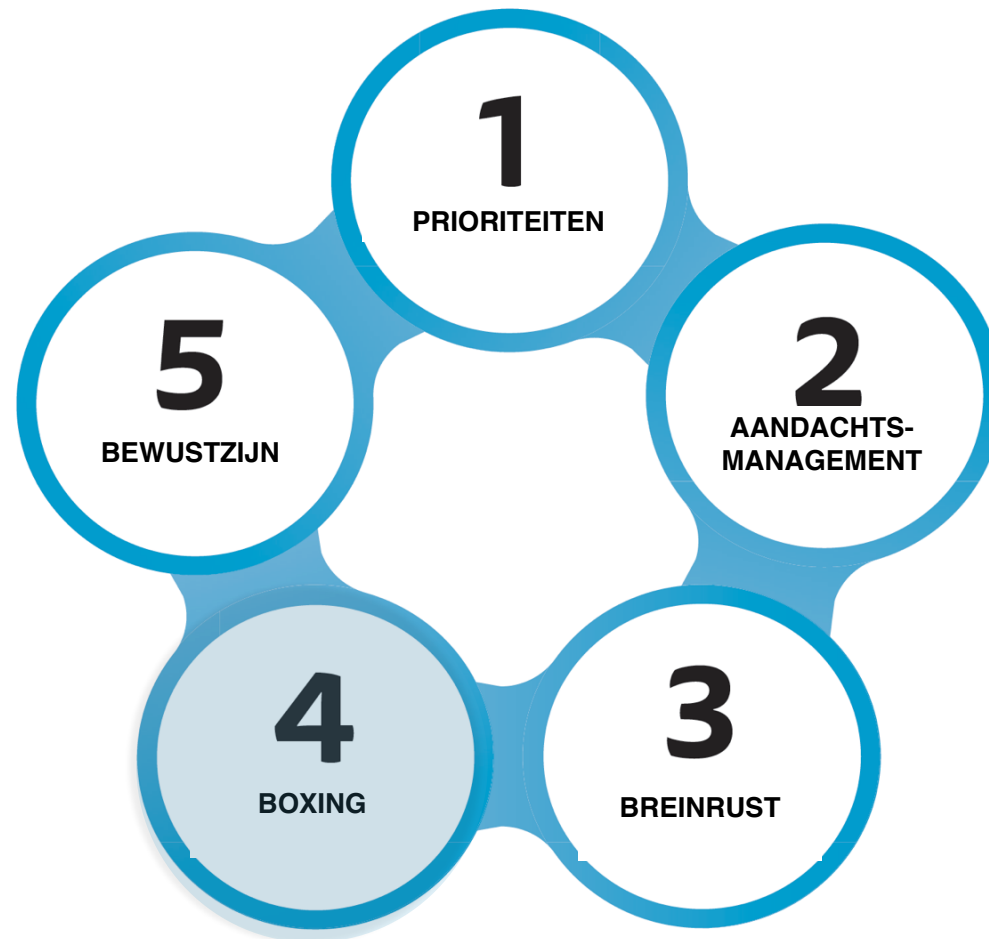 1
PRIORITEITEN
2
AANDACHTS-
MANAGEMENT
3
BREINRUST
4
BOXING
5
BEWUSTZIJN